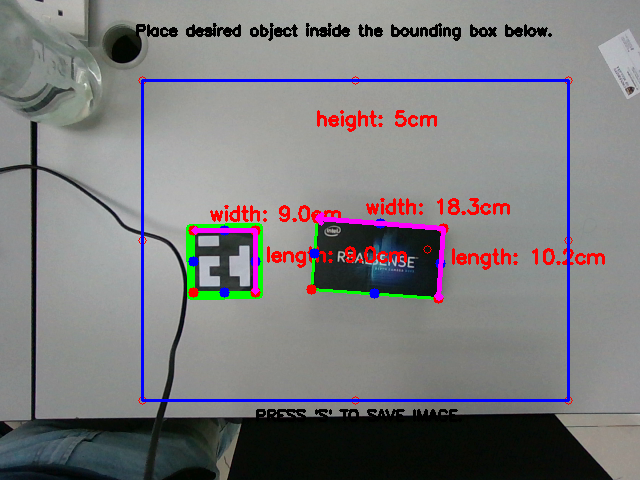 Place desired object inside the bounding box below.
height: 5cm
width: 9.0cm
width: 18.3cm
intel
length: 9.0cm
REALSENSE
length: 10.2cm
PRESS 'S' TO SAVE IMAGE